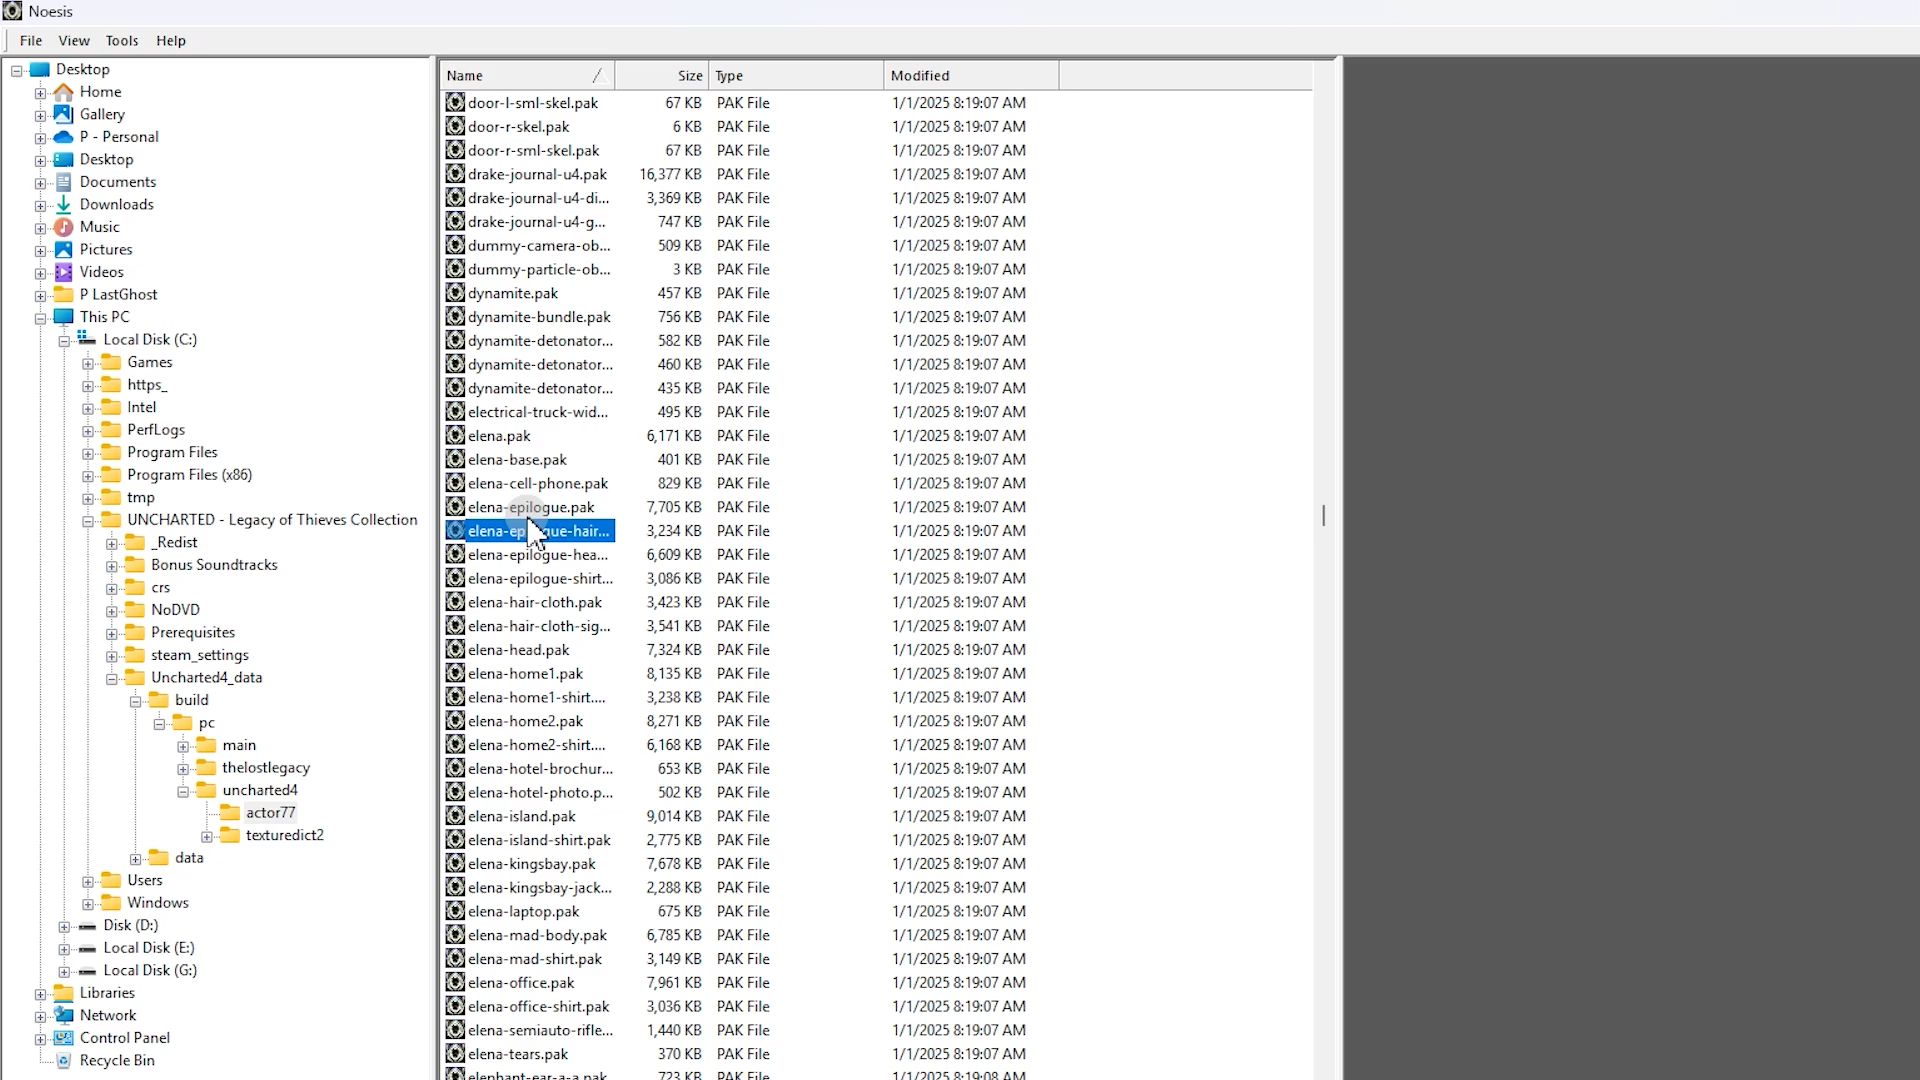 Noesis
File View Tools Help
Desktop
Home
Gallery
P - Personal
Desktop
Documents
Downloads
Music
Pictures
Videos
P LastGhost
This PC
Local Disk (C:)
Games
https_
Intel
PerfLogs
Program Files
Program Files (x86)
tmp
UNCHARTED - Legacy of Thieves Collection
_Redist
Bonus Soundtracks
crs
NoDVD
Prerequisites
steam_settings
Uncharted4_data
build
pc
main
thelostlegacy
uncharted4
actor77
texturedict2
data
Users
Windows
Disk (D:)
Local Disk (E:)
Local Disk (G:)
Libraries
Network
Control Panel
Recycle Bin
Name Size Type Modified
door-l-sml-skel.pak 67 KB PAK File 1/1/2025 8:19:07 AM
door-r-skel.pak 6 KB PAK File 1/1/2025 8:19:07 AM
door-r-sml-skel.pak 67 KB PAK File 1/1/2025 8:19:07 AM
drake-journal-u4.pak 16,377 KB PAK File 1/1/2025 8:19:07 AM
drake-journal-u4-di... 3,369 KB PAK File 1/1/2025 8:19:07 AM
drake-journal-u4-g... 747 KB PAK File 1/1/2025 8:19:07 AM
dummy-camera-ob... 509 KB PAK File 1/1/2025 8:19:07 AM
dummy-particle-ob... 3 KB PAK File 1/1/2025 8:19:07 AM
dynamite.pak 457 KB PAK File 1/1/2025 8:19:07 AM
dynamite-bundle.pak 756 KB PAK File 1/1/2025 8:19:07 AM
dynamite-detonator... 582 KB PAK File 1/1/2025 8:19:07 AM
dynamite-detonator... 460 KB PAK File 1/1/2025 8:19:07 AM
dynamite-detonator... 435 KB PAK File 1/1/2025 8:19:07 AM
electrical-truck-wid... 495 KB PAK File 1/1/2025 8:19:07 AM
elena.pak 6,171 KB PAK File 1/1/2025 8:19:07 AM
elena-base.pak 401 KB PAK File 1/1/2025 8:19:07 AM
elena-cell-phone.pak 829 KB PAK File 1/1/2025 8:19:07 AM
elena-epilogue.pak 7,705 KB PAK File 1/1/2025 8:19:07 AM
elena-epilogue-hair... 3,234 KB PAK File 1/1/2025 8:19:07 AM
elena-epilogue-hea... 6,609 KB PAK File 1/1/2025 8:19:07 AM
elena-epilogue-shirt... 3,086 KB PAK File 1/1/2025 8:19:07 AM
elena-hair-cloth.pak 3,423 KB PAK File 1/1/2025 8:19:07 AM
elena-hair-cloth-sig... 3,541 KB PAK File 1/1/2025 8:19:07 AM
elena-head.pak 7,324 KB PAK File 1/1/2025 8:19:07 AM
elena-home1.pak 8,135 KB PAK File 1/1/2025 8:19:07 AM
elena-home1-shirt.... 3,238 KB PAK File 1/1/2025 8:19:07 AM
elena-home2.pak 8,271 KB PAK File 1/1/2025 8:19:07 AM
elena-home2-shirt.... 6,168 KB PAK File 1/1/2025 8:19:07 AM
elena-hotel-brochur... 653 KB PAK File 1/1/2025 8:19:07 AM
elena-hotel-photo.p... 502 KB PAK File 1/1/2025 8:19:07 AM
elena-island.pak 9,014 KB PAK File 1/1/2025 8:19:07 AM
elena-island-shirt.pak 2,775 KB PAK File 1/1/2025 8:19:07 AM
elena-kingsbay.pak 7,678 KB PAK File 1/1/2025 8:19:07 AM
elena-kingsbay-jack... 2,288 KB PAK File 1/1/2025 8:19:07 AM
elena-laptop.pak 675 KB PAK File 1/1/2025 8:19:07 AM
elena-mad-body.pak 6,785 KB PAK File 1/1/2025 8:19:07 AM
elena-mad-shirt.pak 3,149 KB PAK File 1/1/2025 8:19:07 AM
elena-office.pak 7,961 KB PAK File 1/1/2025 8:19:07 AM
elena-office-shirt.pak 3,036 KB PAK File 1/1/2025 8:19:07 AM
elena-semiauto-rifle... 1,440 KB PAK File 1/1/2025 8:19:07 AM
elena-tears.pak 370 KB PAK File 1/1/2025 8:19:07 AM
elephant-ear-a-a.pak 723 KB PAK File 1/1/2025 8:19:08 AM